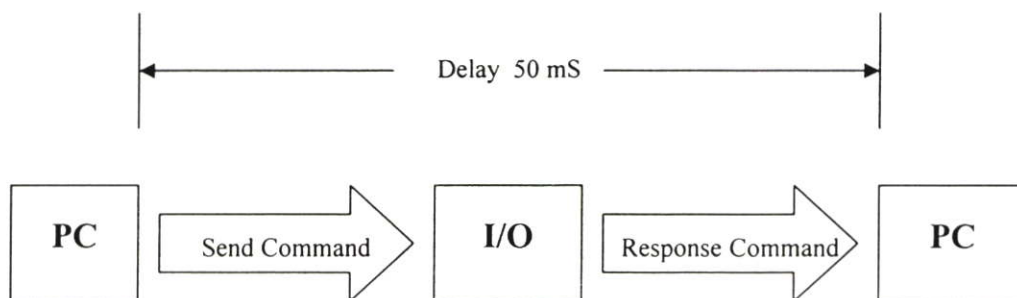 Delay 50 mS
PC
Send Command
I/O
Response Command
PC